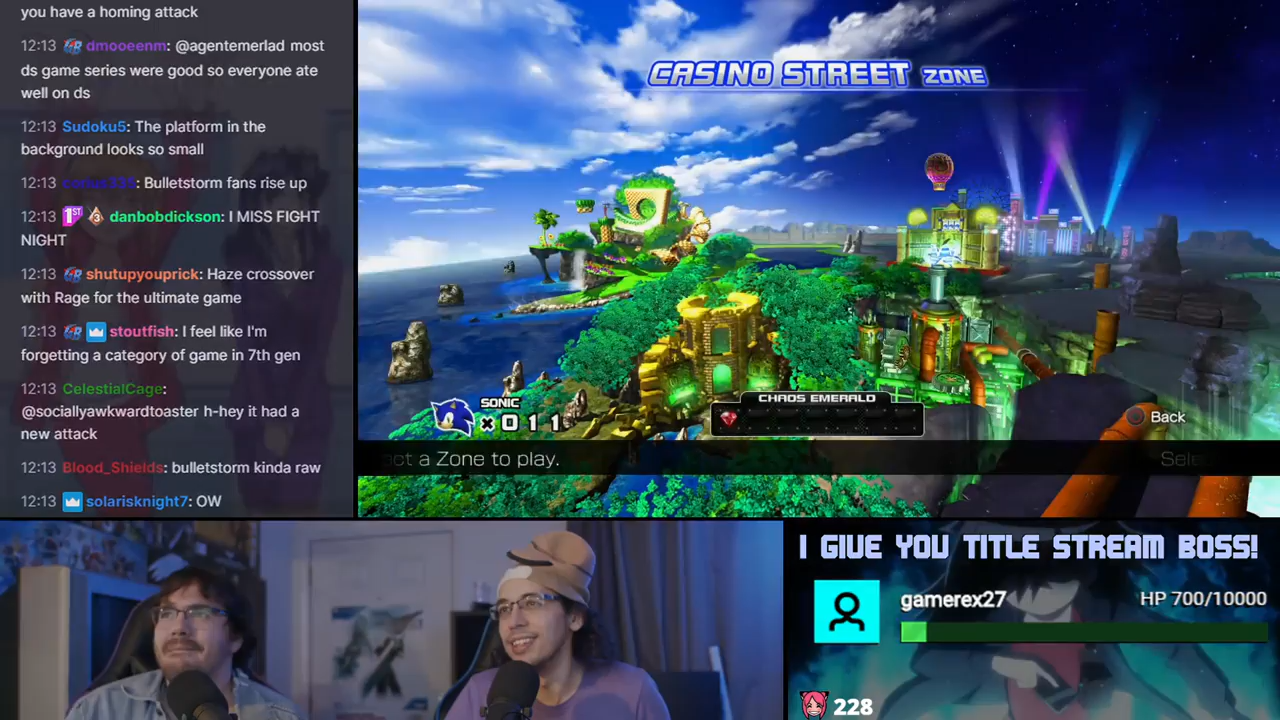 you have a homing attack
12:13 dmooeenm: @agentemerlad most
ds game series were good so everyone ate
well on ds
12:13 Sudoku5: The platform in the
background looks so small
12:13 Bulletstorm fans rise up
12:13 1ST 3 danbobdickson: I MISS FIGHT
NIGHT
12:13 shutupyouprick: Haze crossover
with Rage for the ultimate game
12:13 stoutfish: I feel like I'm
forgetting a category of game in 7th gen
12:13 CelestialCage:
@sociallyawkwardtoaster h-hey it had a
new attack
12:13 Blood_Shields: bulletstorm kinda raw
12:13 solarisknight7: OW
CASINO STREET ZONE
SONIC
x 011
CHAOS EMERALD
Back
ct a Zone to play.
Sele
I GIVE YOU TITLE STREAM BOSS!
gamerex27
HP 700/10000
228